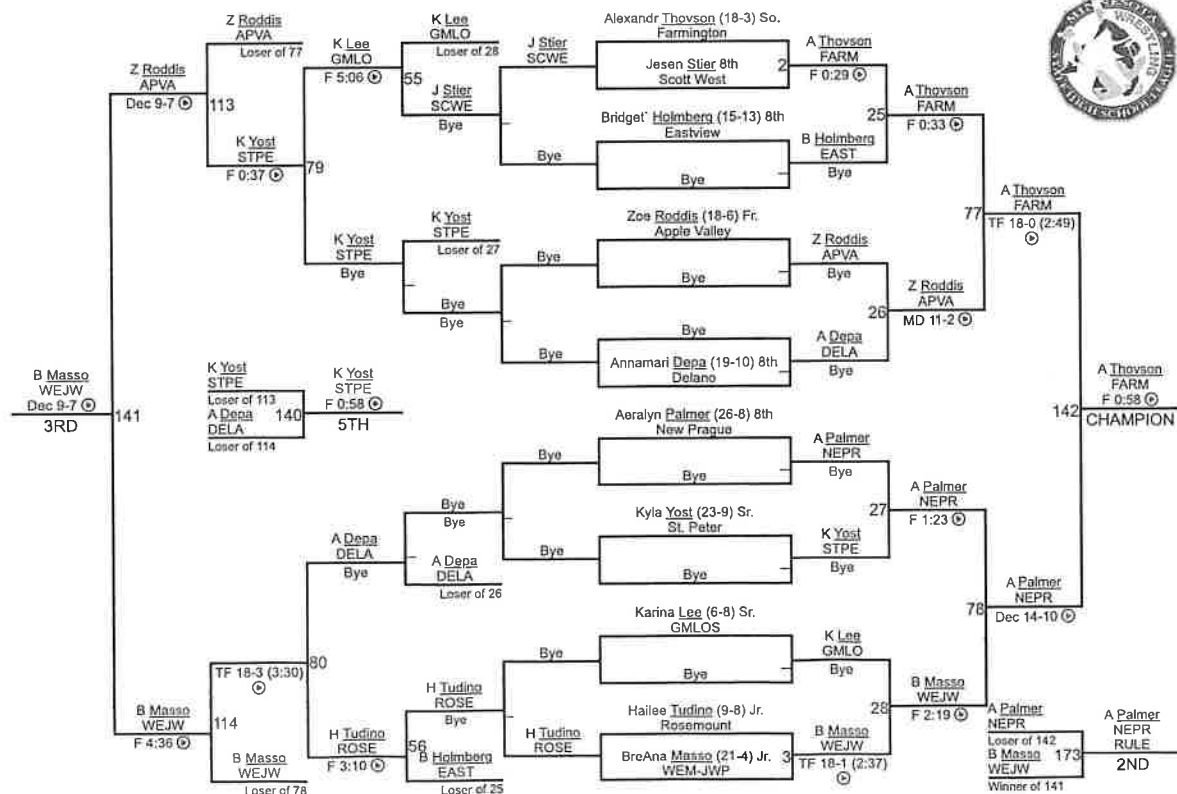 Z Roddis
APVA
Loser of 77
Z Roddis
APVA
Dec 9-7
113
K Yost
STPE
F 0:37
K Lee
GMLO
F 5:06
79
K Yost
STPE
Bye
K Lee
GMLO
Loser of 28
55
J Stier
SCWE
Bye
K Yost
STPE
Loser of 27
Bye
Bye
J Stier
SCWE
Bye
Bye
Bye
Alexandr Thovson (18-3) So.
Farmington
2
Jesen Stier 8th
Scott West
Bridget Holmberg (15-13) 8th
Eastview
Bye
Zoe Roddis (18-6) Fr.
Apple Valley
Bye
Bye
Annamari Depa (19-10) 8th
Delano
A Thovson
FARM
F 0:29
25
B Holmberg
EAST
Bye
Z Roddis
APVA
Bye
26
A Depa
DELA
Bye
A Thovson
FARM
F 0:33
77
Z Roddis
APVA
MD 11-2
A Thovson
FARM
TF 18-0 (2:49)
B Masso
WEJW
Dec 9-7
3RD
141
K Yost
STPE
Loser of 113
A Depa
DELA
Loser of 114
140
K Yost
STPE
F 0:58
5TH
142
A Thovson
FARM
F 0:58
CHAMPION
Aeralyn Palmer (26-8) 8th
New Prague
Bye
Kyla Yost (23-9) Sr.
St. Peter
Bye
Karina Lee (6-8) Sr.
GMLOS
Bye
Hailee Tudino (9-8) Jr.
Rosemount
3
BreAna Masso (21-4) Jr.
WEM-JWP
Bye
Bye
Bye
H Tudino
ROSE
Bye
Bye
A Depa
DELA
Loser of 26
A Depa
DELA
Bye
80
H Tudino
ROSE
Bye
56
B Holmberg
EAST
Loser of 25
H Tudino
ROSE
F 3:10
TF 18-3 (3:30)
114
B Masso
WEJW
Loser of 78
B Masso
WEJW
F 4:36
A Palmer
NEPR
Bye
27
K Yost
STPE
Bye
K Lee
GMLO
Bye
28
B Masso
WEJW
TF 18-1 (2:37)
A Palmer
NEPR
F 1:23
78
B Masso
WEJW
F 2:19
A Palmer
NEPR
Dec 14-10
A Palmer
NEPR
Loser of 142
B Masso
WEJW
Winner of 141
173
A Palmer
NEPR
RULE
2ND
WRESTLING